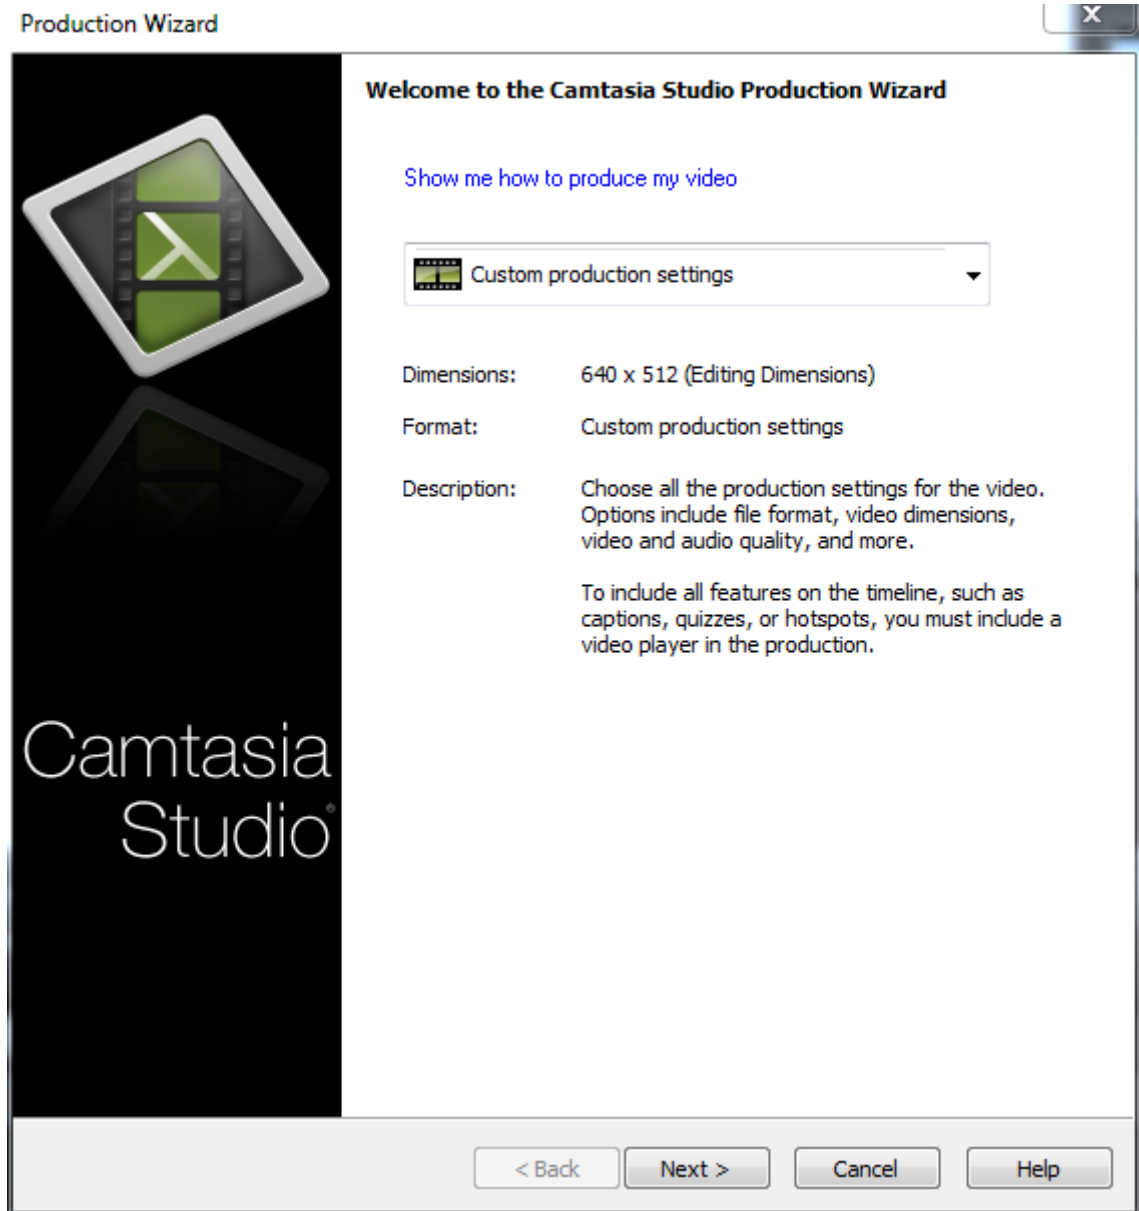 Production Wizard
X
Welcome to the Camtasia Studio Production Wizard
Show me how to produce my video
Custom production settings
Dimensions: 640 x 512 (Editing Dimensions)
Format: Custom production settings
Description: Choose all the production settings for the video.
Options include file format, video dimensions,
video and audio quality, and more.
To include all features on the timeline, such as
captions, quizzes, or hotspots, you must include a
video player in the production.
Camtasia
Studio®
< Back Next > Cancel Help